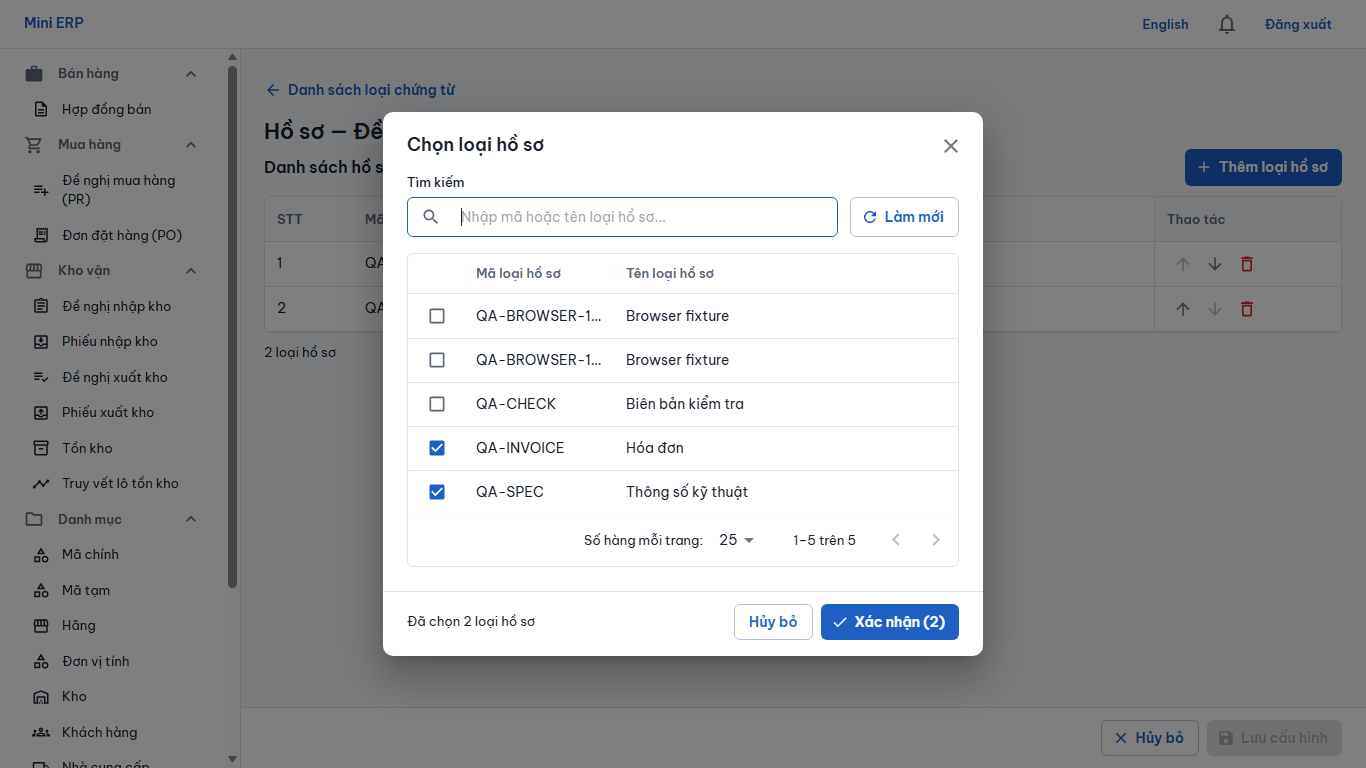 Mini ERP
English
Đăng xuất
Bán hàng
Hợp đồng bán
Mua hàng
Đề nghị mua hàng
(PR)
Đơn đặt hàng (PO)
Kho vận
Đề nghị nhập kho
Phiếu nhập kho
Đề nghị xuất kho
Phiếu xuất kho
Tồn kho
Truy vết lô tồn kho
Danh mục
Mã chính
Mã tạm
Hãng
Đơn vị tính
Kho
Khách hàng
Nhà cung cấp
Danh sách loại chứng từ
Hồ sơ — Đề
Danh sách hồ s
Thêm loại hồ sơ
STT
Mã
Thao tác
1
QA
2
QA
2 loại hồ sơ
Chọn loại hồ sơ
Tìm kiếm
Nhập mã hoặc tên loại hồ sơ...
Làm mới
Mã loại hồ sơ
Tên loại hồ sơ
QA-BROWSER-1...
Browser fixture
QA-BROWSER-1...
Browser fixture
QA-CHECK
Biên bản kiểm tra
QA-INVOICE
Hóa đơn
QA-SPEC
Thông số kỹ thuật
Số hàng mỗi trang:
25
1–5 trên 5
Đã chọn 2 loại hồ sơ
Hủy bỏ
Xác nhận (2)
Hủy bỏ
Lưu cấu hình